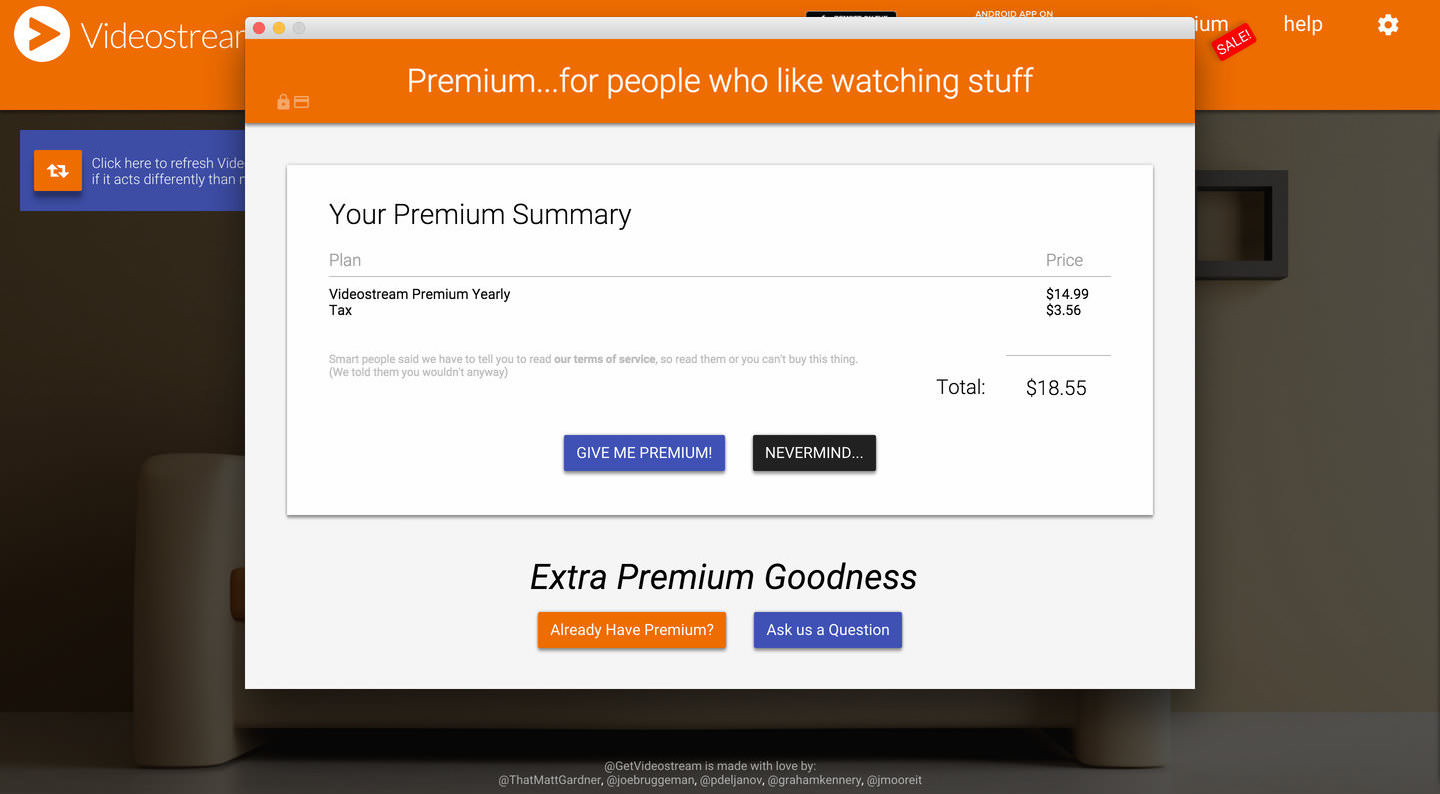 Videostream
ANDROID APP ON
help
SALE!
Premium...for people who like watching stuff
Click here to refresh
if it acts differently than
Your Premium Summary
Plan Price
Videostream Premium Yearly $14.99
Tax $3.56
Smart people said we have to tell you to read our terms of service, so read them or you can't buy this thing.
(We told them you wouldn't anyway)
Total: $18.55
GIVE ME PREMIUM! NEVERMIND...
Extra Premium Goodness
Already Have Premium? Ask us a Question
@GetVideostream is made with love by:
@ThatMattGardner, @joebruggeman, @pdeljanov, @grahamkennery, @jmooreit